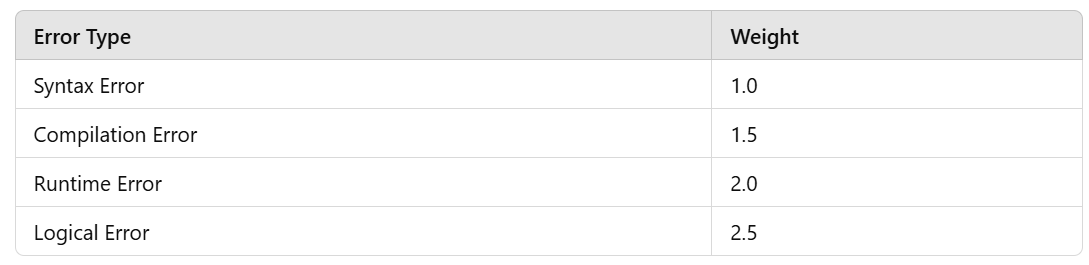 Error Type Weight
Syntax Error 1.0
Compilation Error 1.5
Runtime Error 2.0
Logical Error 2.5